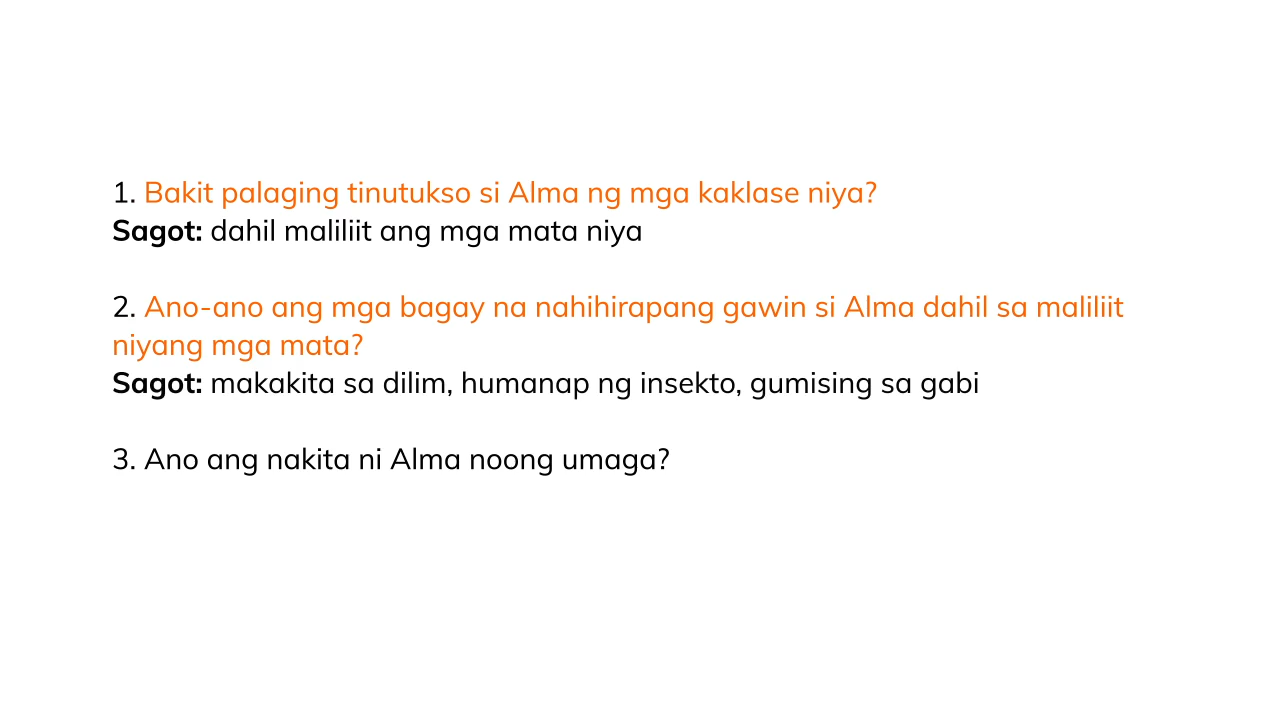 1. Bakit palaging tinutukso si Alma ng mga kaklase niya?
Sagot: dahil maliliit ang mga mata niya
2. Ano-ano ang mga bagay na nahihirapang gawin si Alma dahil sa maliliit
niyang mga mata?
Sagot: makakita sa dilim, humanap ng insekto, gumising sa gabi
3. Ano ang nakita ni Alma noong umaga?